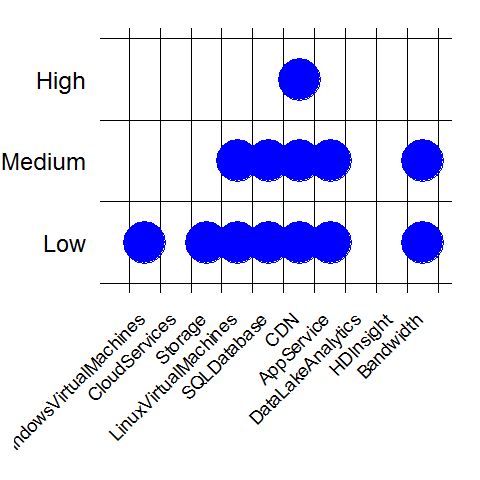 High
Medium
Low
ndowsVirtualMachines
CloudServices
Storage
LinuxVirtualMachines
SQLDatabase
CDN
AppService
DataLakeAnalytics
HDInsight
Bandwidth